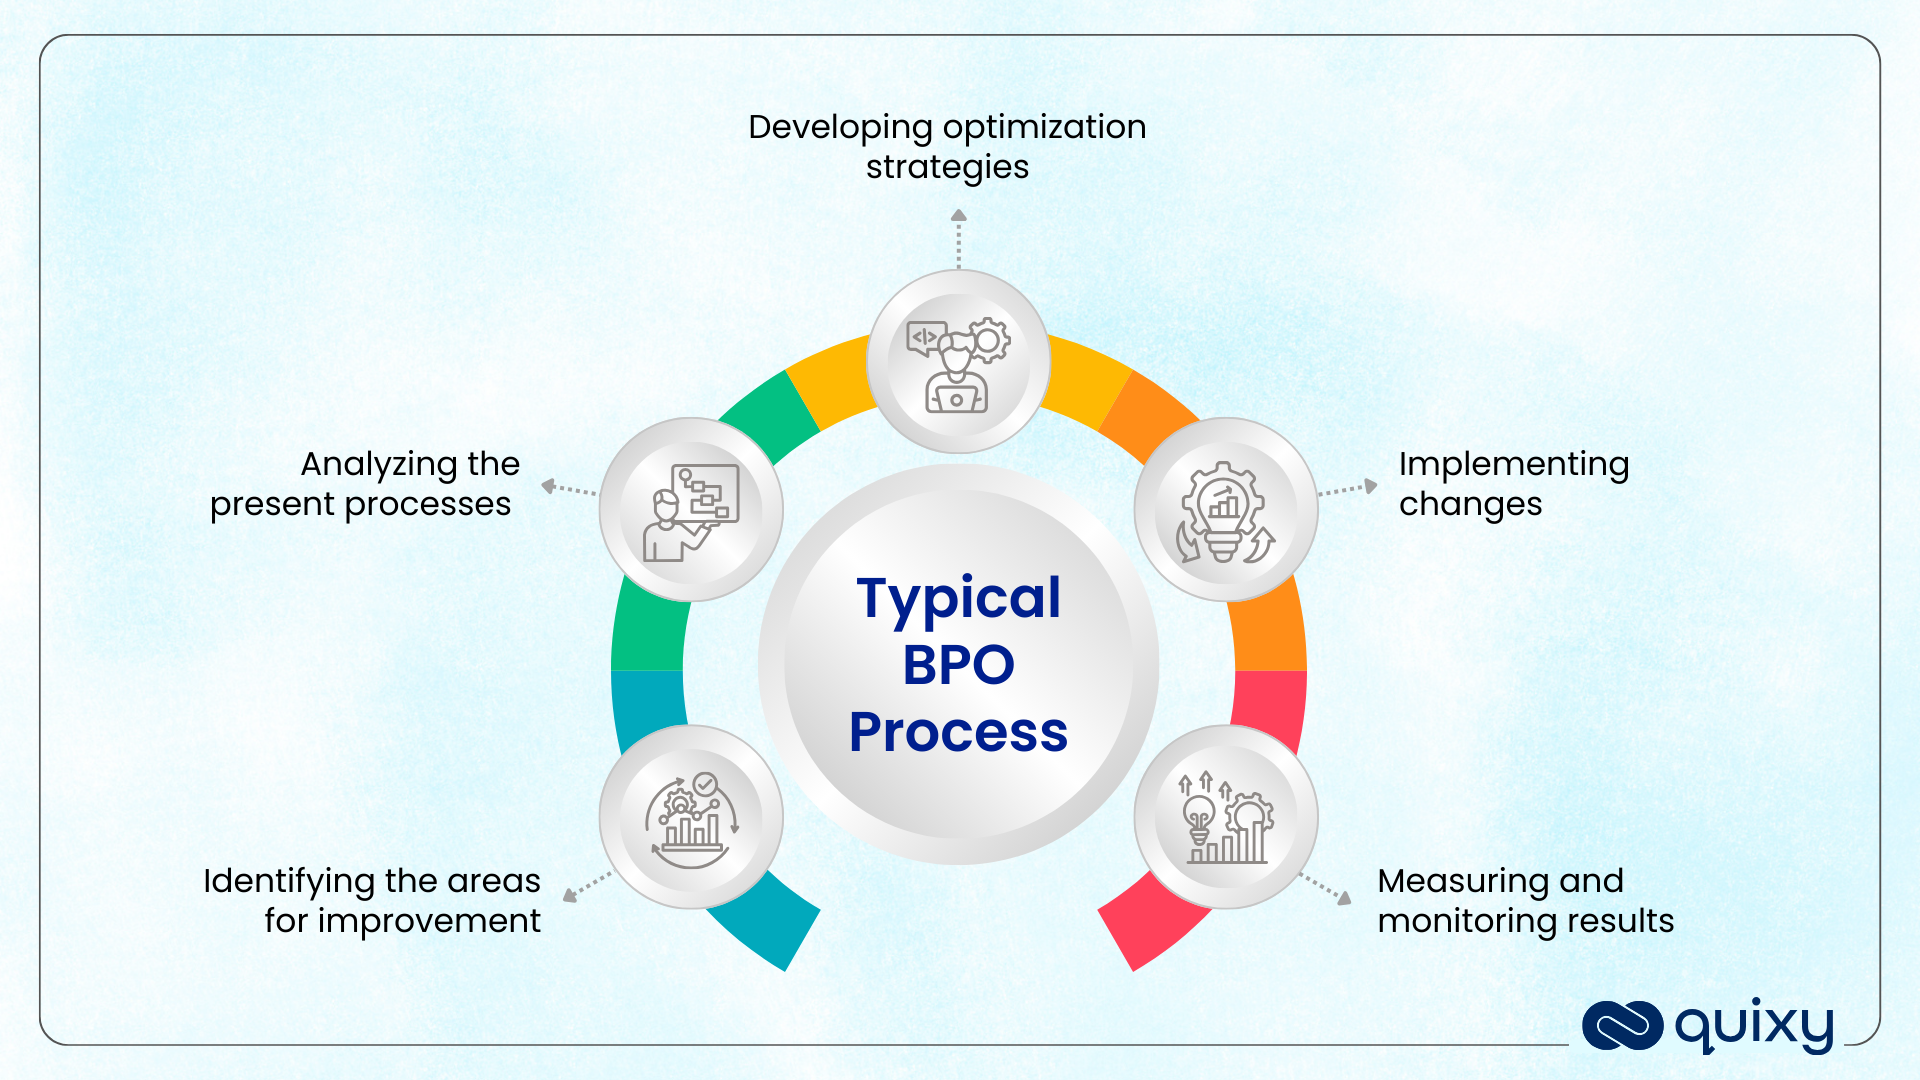 Developing optimization
strategies
Analyzing the
present processes
Implementing
changes
</>
Typical
BPO
Process
Identifying the areas
for improvement
Measuring and
monitoring results
quixy